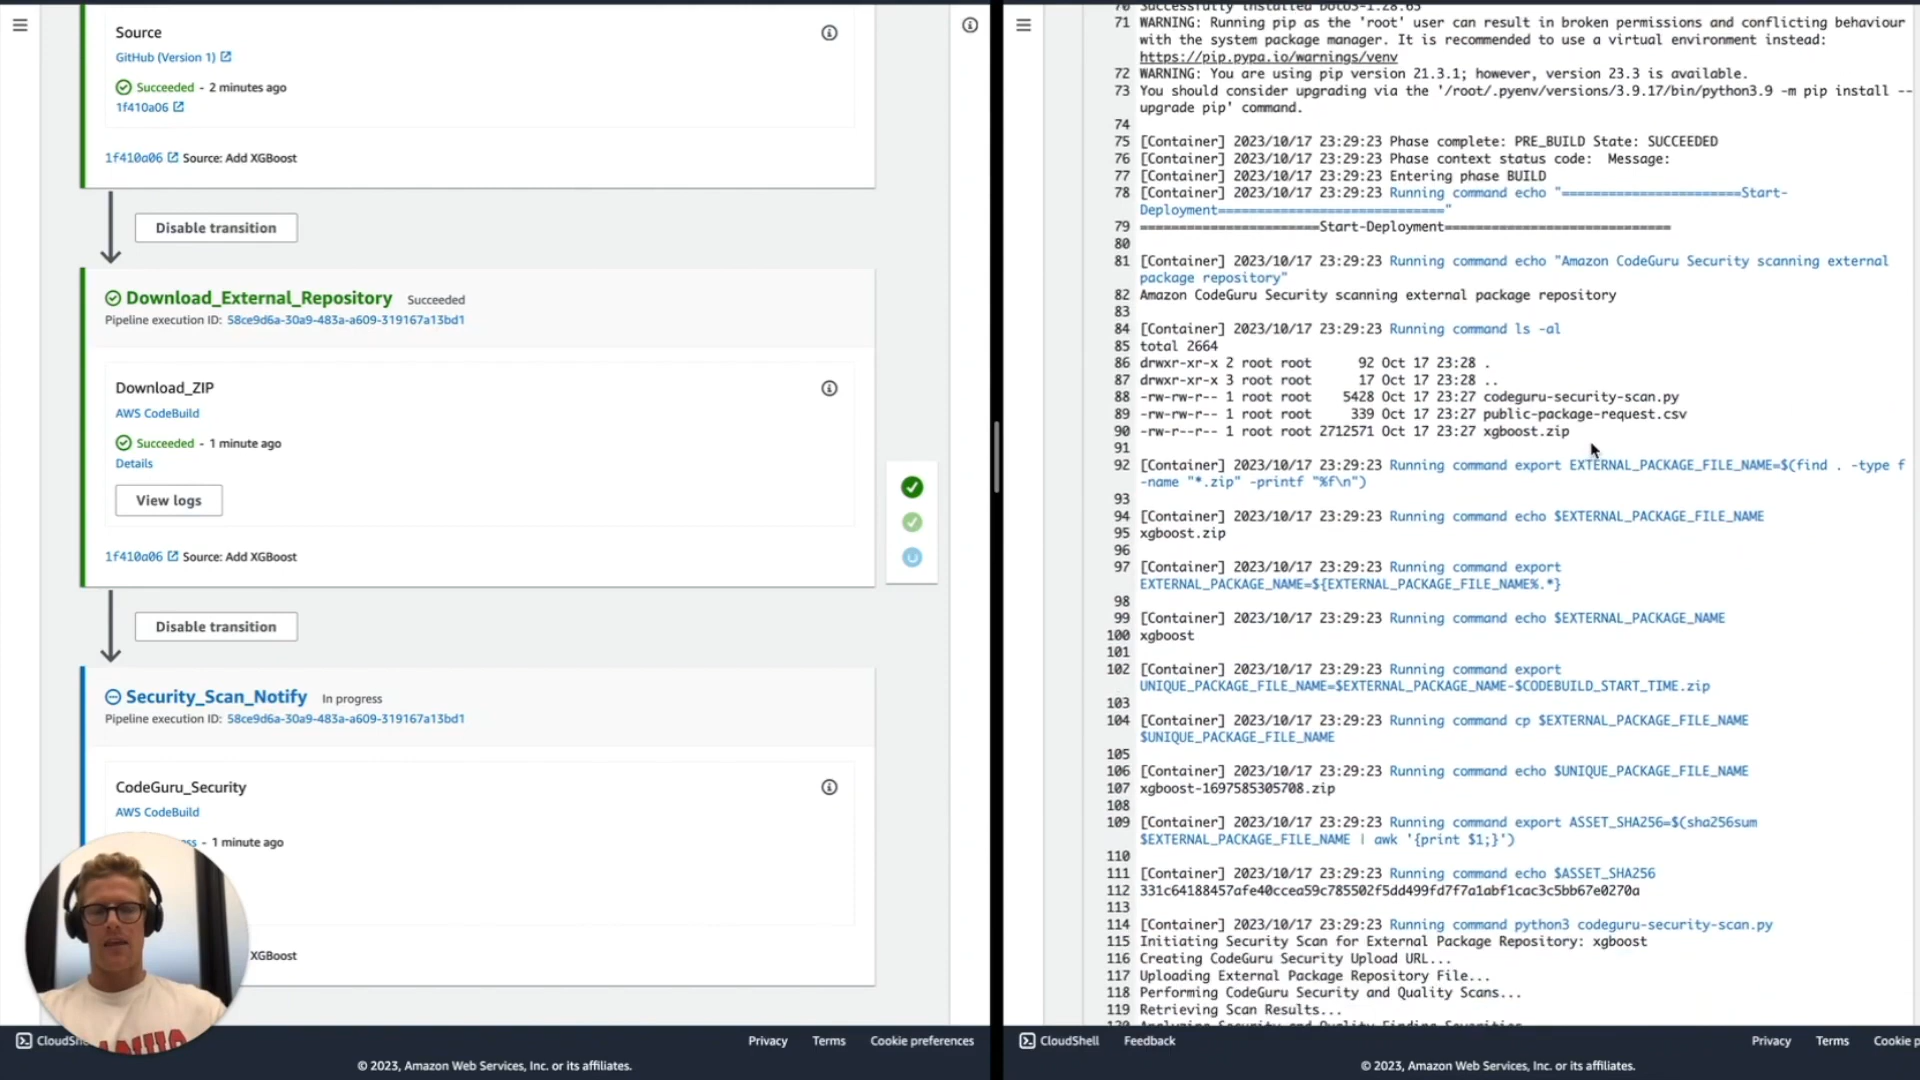 Source
GitHub (Version 1)
Succeeded - 2 minutes ago
1f410a06
1f410a06 Source: Add XGBoost
Disable transition
Download_External_Repository Succeeded
Pipeline execution ID: 58ce9d6a-30a9-483a-a609-319167a13bd1
Download_ZIP
AWS CodeBuild
Succeeded - 1 minute ago
Details
View logs
1f410a06 Source: Add XGBoost
Disable transition
Security_Scan_Notify In progress
Pipeline execution ID: 58ce9d6a-30a9-483a-a609-319167a13bd1
CodeGuru_Security
AWS CodeBuild
- 1 minute ago
XGBoost
Privacy Terms Cookie preferences
© 2023, Amazon Web Services, Inc. or its affiliates.
70 Successfully installed boto3-1.28.65
71 WARNING: Running pip as the 'root' user can result in broken permissions and conflicting behaviour
with the system package manager. It is recommended to use a virtual environment instead:
https://pip.pypa.io/warnings/venv
72 WARNING: You are using pip version 21.3.1; however, version 23.3 is available.
73 You should consider upgrading via the '/root/.pyenv/versions/3.9.17/bin/python3.9 -m pip install --
upgrade pip' command.
74
75 [Container] 2023/10/17 23:29:23 Phase complete: PRE_BUILD State: SUCCEEDED
76 [Container] 2023/10/17 23:29:23 Phase context status code:  Message:
77 [Container] 2023/10/17 23:29:23 Entering phase BUILD
78 [Container] 2023/10/17 23:29:23 Running command echo "=======================Start-
Deployment============================="
79 =======================Start-Deployment=============================
80
81 [Container] 2023/10/17 23:29:23 Running command echo "Amazon CodeGuru Security scanning external
package repository"
82 Amazon CodeGuru Security scanning external package repository
83
84 [Container] 2023/10/17 23:29:23 Running command ls -al
85 total 2664
86 drwxr-xr-x 2 root root      92 Oct 17 23:28 .
87 drwxr-xr-x 3 root root      17 Oct 17 23:28 ..
88 -rw-rw-r-- 1 root root    5428 Oct 17 23:27 codeguru-security-scan.py
89 -rw-rw-r-- 1 root root     339 Oct 17 23:27 public-package-request.csv
90 -rw-r--r-- 1 root root 2712571 Oct 17 23:27 xgboost.zip
91
92 [Container] 2023/10/17 23:29:23 Running command export EXTERNAL_PACKAGE_FILE_NAME=$(find . -type f
-name "*.zip" -printf "%f\n")
93
94 [Container] 2023/10/17 23:29:23 Running command echo $EXTERNAL_PACKAGE_FILE_NAME
95 xgboost.zip
96
97 [Container] 2023/10/17 23:29:23 Running command export
EXTERNAL_PACKAGE_NAME=${EXTERNAL_PACKAGE_FILE_NAME%.*}
98
99 [Container] 2023/10/17 23:29:23 Running command echo $EXTERNAL_PACKAGE_NAME
100 xgboost
101
102 [Container] 2023/10/17 23:29:23 Running command export
UNIQUE_PACKAGE_FILE_NAME=$EXTERNAL_PACKAGE_NAME-$CODEBUILD_START_TIME.zip
103
104 [Container] 2023/10/17 23:29:23 Running command cp $EXTERNAL_PACKAGE_FILE_NAME
$UNIQUE_PACKAGE_FILE_NAME
105
106 [Container] 2023/10/17 23:29:23 Running command echo $UNIQUE_PACKAGE_FILE_NAME
107 xgboost-1697585305708.zip
108
109 [Container] 2023/10/17 23:29:23 Running command export ASSET_SHA256=$(sha256sum
$EXTERNAL_PACKAGE_FILE_NAME | awk '{print $1;}')
110
111 [Container] 2023/10/17 23:29:23 Running command echo $ASSET_SHA256
112 331c64188457afe40ccea59c785502f5dd499fd7f7a1abf1cac3c5bb67e0270a
113
114 [Container] 2023/10/17 23:29:23 Running command python3 codeguru-security-scan.py
115 Initiating Security Scan for External Package Repository: xgboost
116 Creating CodeGuru Security Upload URL...
117 Uploading External Package Repository File...
118 Performing CodeGuru Security and Quality Scans...
119 Retrieving Scan Results...
CloudShell Feedback Privacy Terms
© 2023, Amazon Web Services, Inc. or its affiliates.